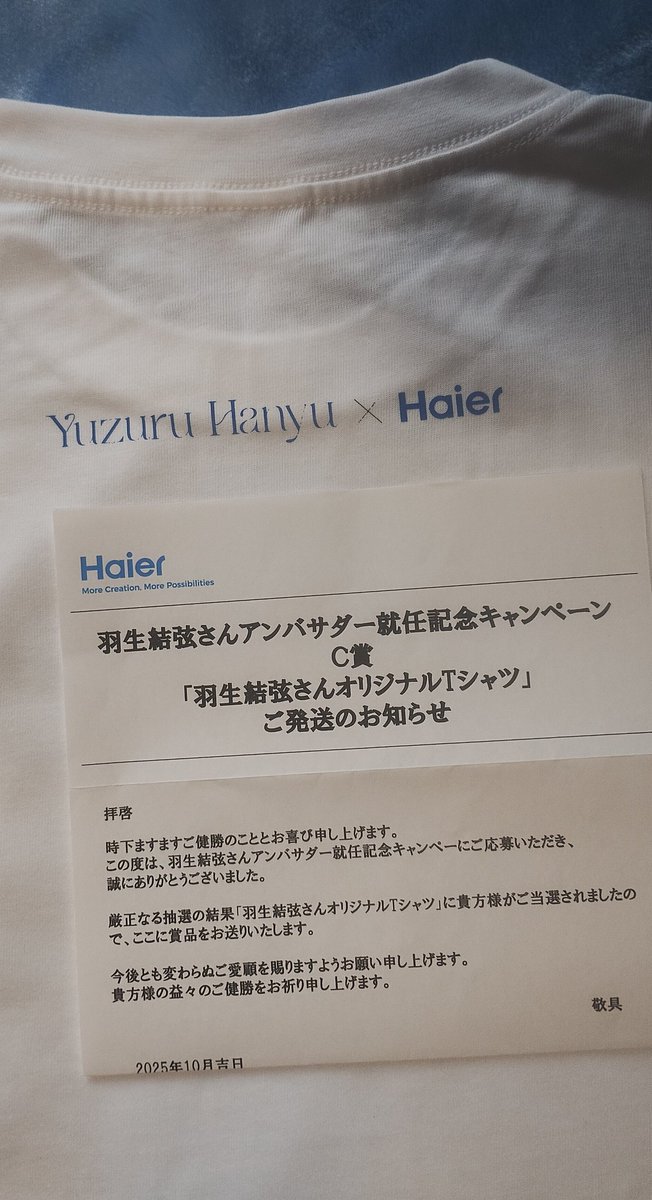 Yuzuru Hanyu × Haier
Haier
More Creation, More Possibilities
羽生結弦さんアンバサダー就任記念キャンペーン
C賞
「羽生結弦さんオリジナルTシャツ」
ご発送のお知らせ
拝啓
時下ますますご健勝のこととお喜び申し上げます。
この度は、羽生結弦さんアンバサダー就任記念キャンペーにご応募いただき、
誠にありがとうございました。
厳正なる抽選の結果「羽生結弦さんオリジナルTシャツ」に貴方様がご当選されましたの
で、ここに賞品をお送りいたします。
今後とも変わらぬご愛顧を賜りますようお願い申し上げます。
貴方様の益々のご健勝をお祈り申し上げます。
敬具
2025年10月吉日